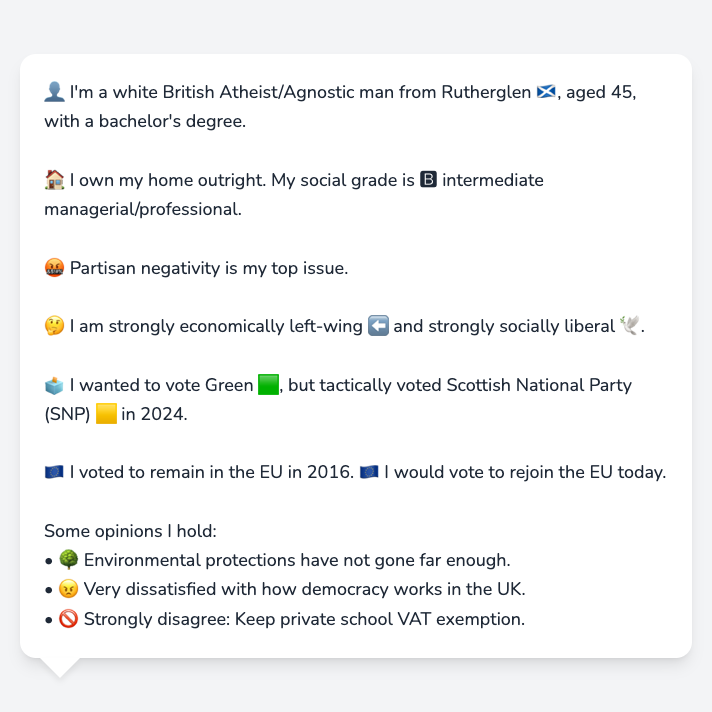 👤 I'm a white British Atheist/Agnostic man from Rutherglen 🏴󠁧󠁢󠁳󠁣󠁴󠁿, aged 45,
with a bachelor's degree.
🏠 I own my home outright. My social grade is 🅱 intermediate
managerial/professional.
🤬 Partisan negativity is my top issue.
🤔 I am strongly economically left-wing ⬅️ and strongly socially liberal 🕊️.
🗳️ I wanted to vote Green 🟩, but tactically voted Scottish National Party
(SNP) 🟨 in 2024.
🇪🇺 I voted to remain in the EU in 2016. 🇪🇺 I would vote to rejoin the EU today.
Some opinions I hold:
• 🌳 Environmental protections have not gone far enough.
• 😠 Very dissatisfied with how democracy works in the UK.
• 🚫 Strongly disagree: Keep private school VAT exemption.